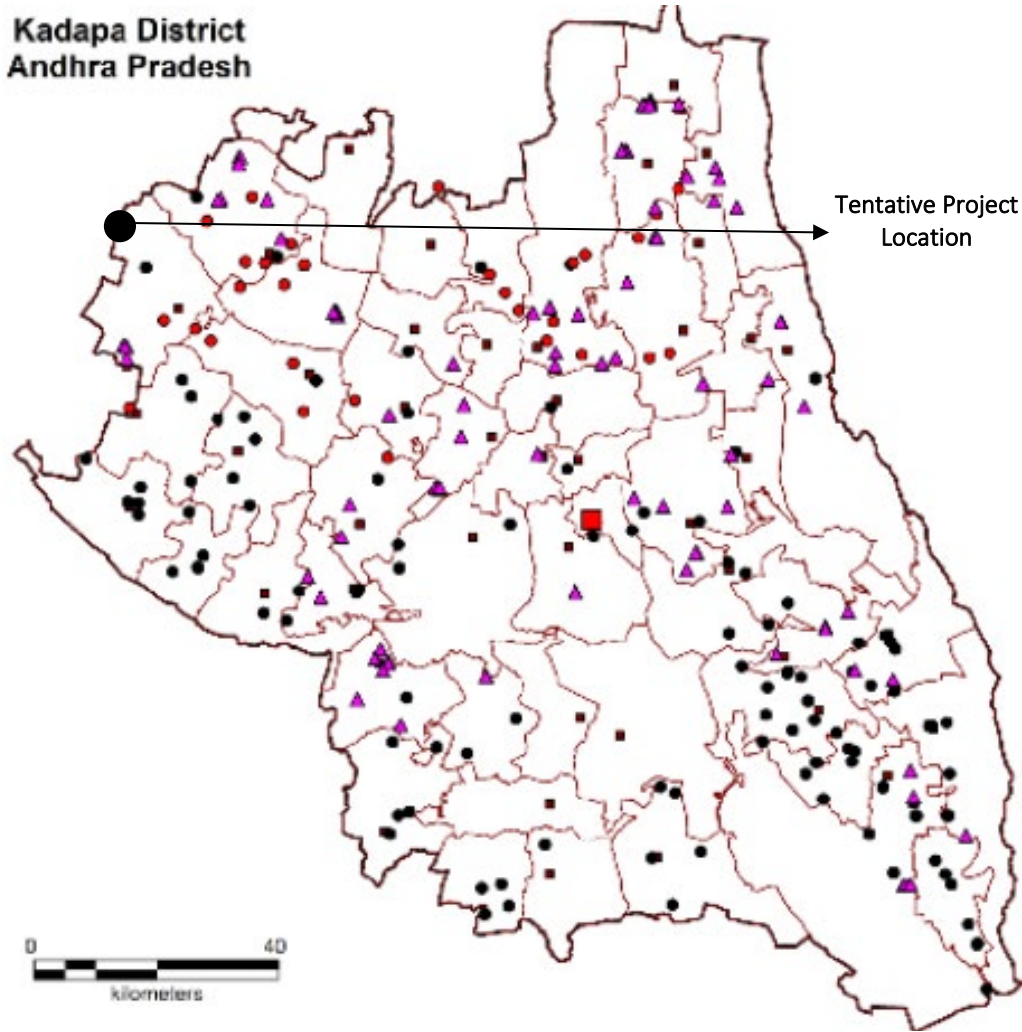 Kadapa District
Andhra Pradesh
Tentative Project
Location
0 40
kilometers